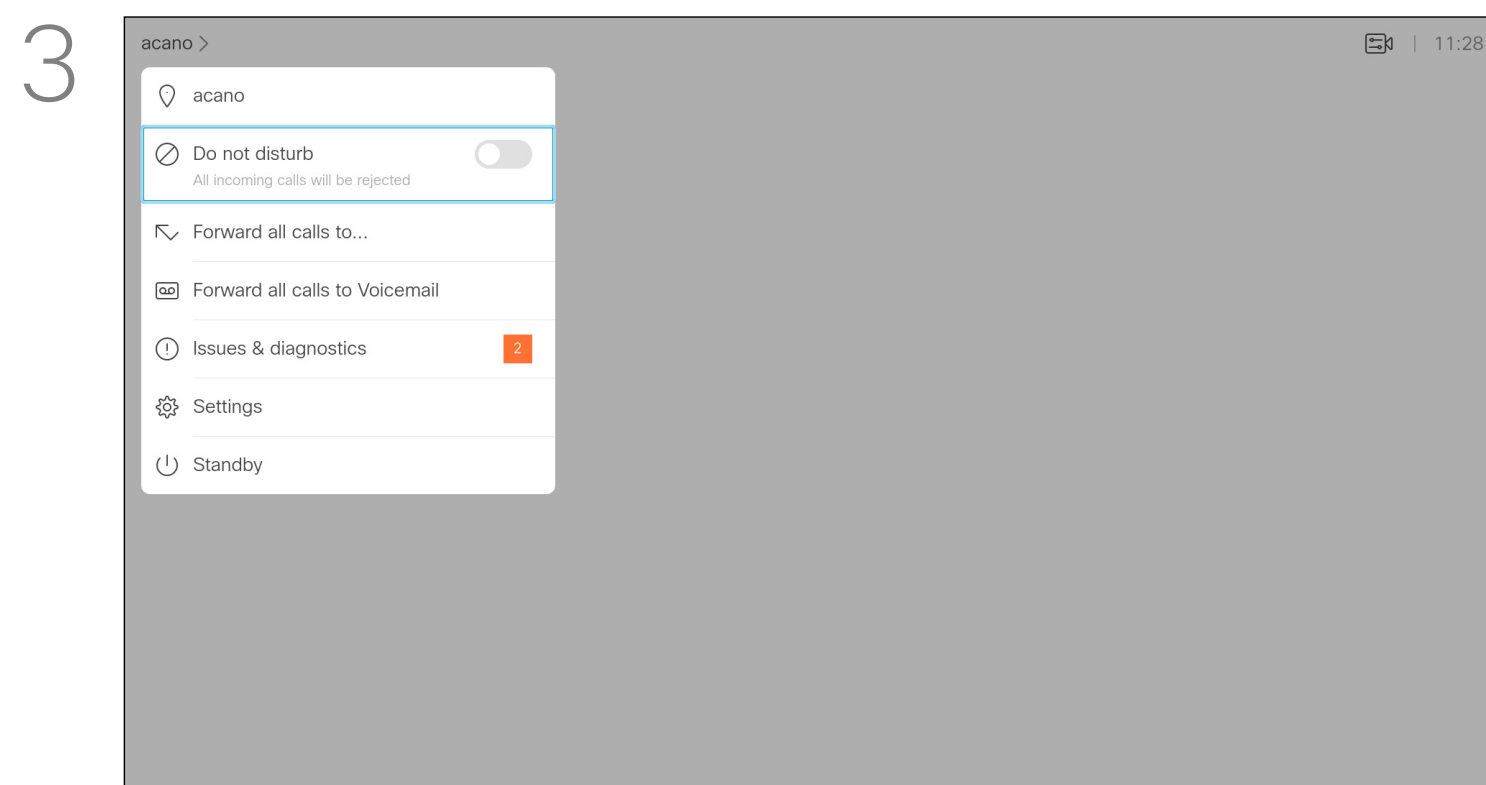 3
acano >
11:28
acano
Do not disturb
All incoming calls will be rejected
Forward all calls to...
Forward all calls to Voicemail
Issues & diagnostics
2
Settings
Standby